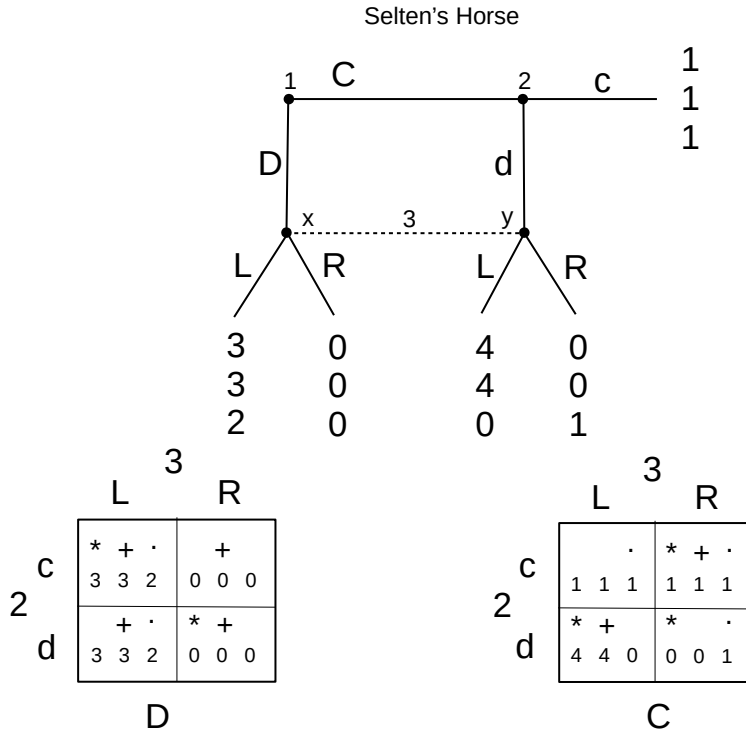 Selten's Horse
1 C 2 c 1
1
1
D d
x 3 y
L R L R
3 0 4 0
3 0 4 0
2 0 0 1
3 3
L R L R
* + · + · * + ·
c 3 3 2 0 0 0 c 1 1 1 1 1 1
2 2
+ · * + * + * ·
d 3 3 2 0 0 0 d 4 4 0 0 0 1
D C